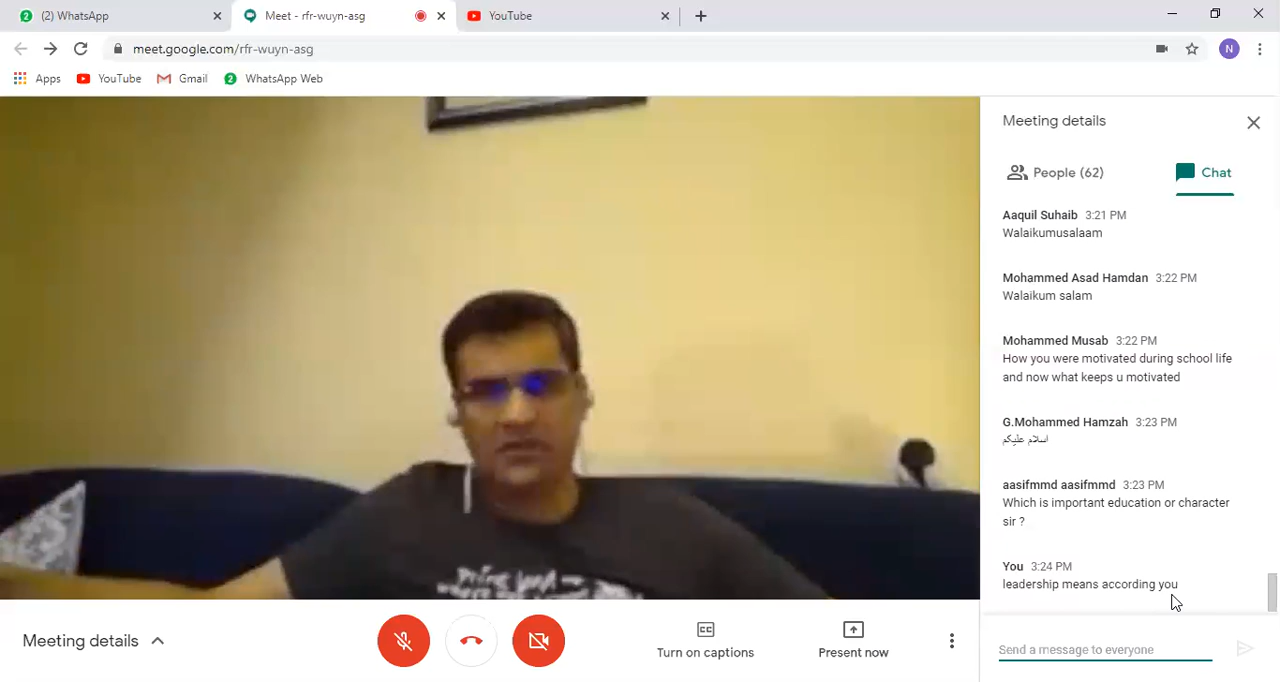 (2) WhatsApp
Meet - rfr-wuyn-asg
YouTube
meet.google.com/rfr-wuyn-asg
N
Apps
YouTube
Gmail
2
WhatsApp Web
Meeting details
People (62)
Chat
Aaquil Suhaib 3:21 PM
Walaikumusalaam
Mohammed Asad Hamdan 3:22 PM
Walaikum salam
Mohammed Musab 3:22 PM
How you were motivated during school life
and now what keeps u motivated
G.Mohammed Hamzah 3:23 PM
اسلام علیکم
aasifmmd aasifmmd 3:23 PM
Which is important education or character
sir ?
You 3:24 PM
leadership means according you
Send a message to everyone
Meeting details
Turn on captions
Present now